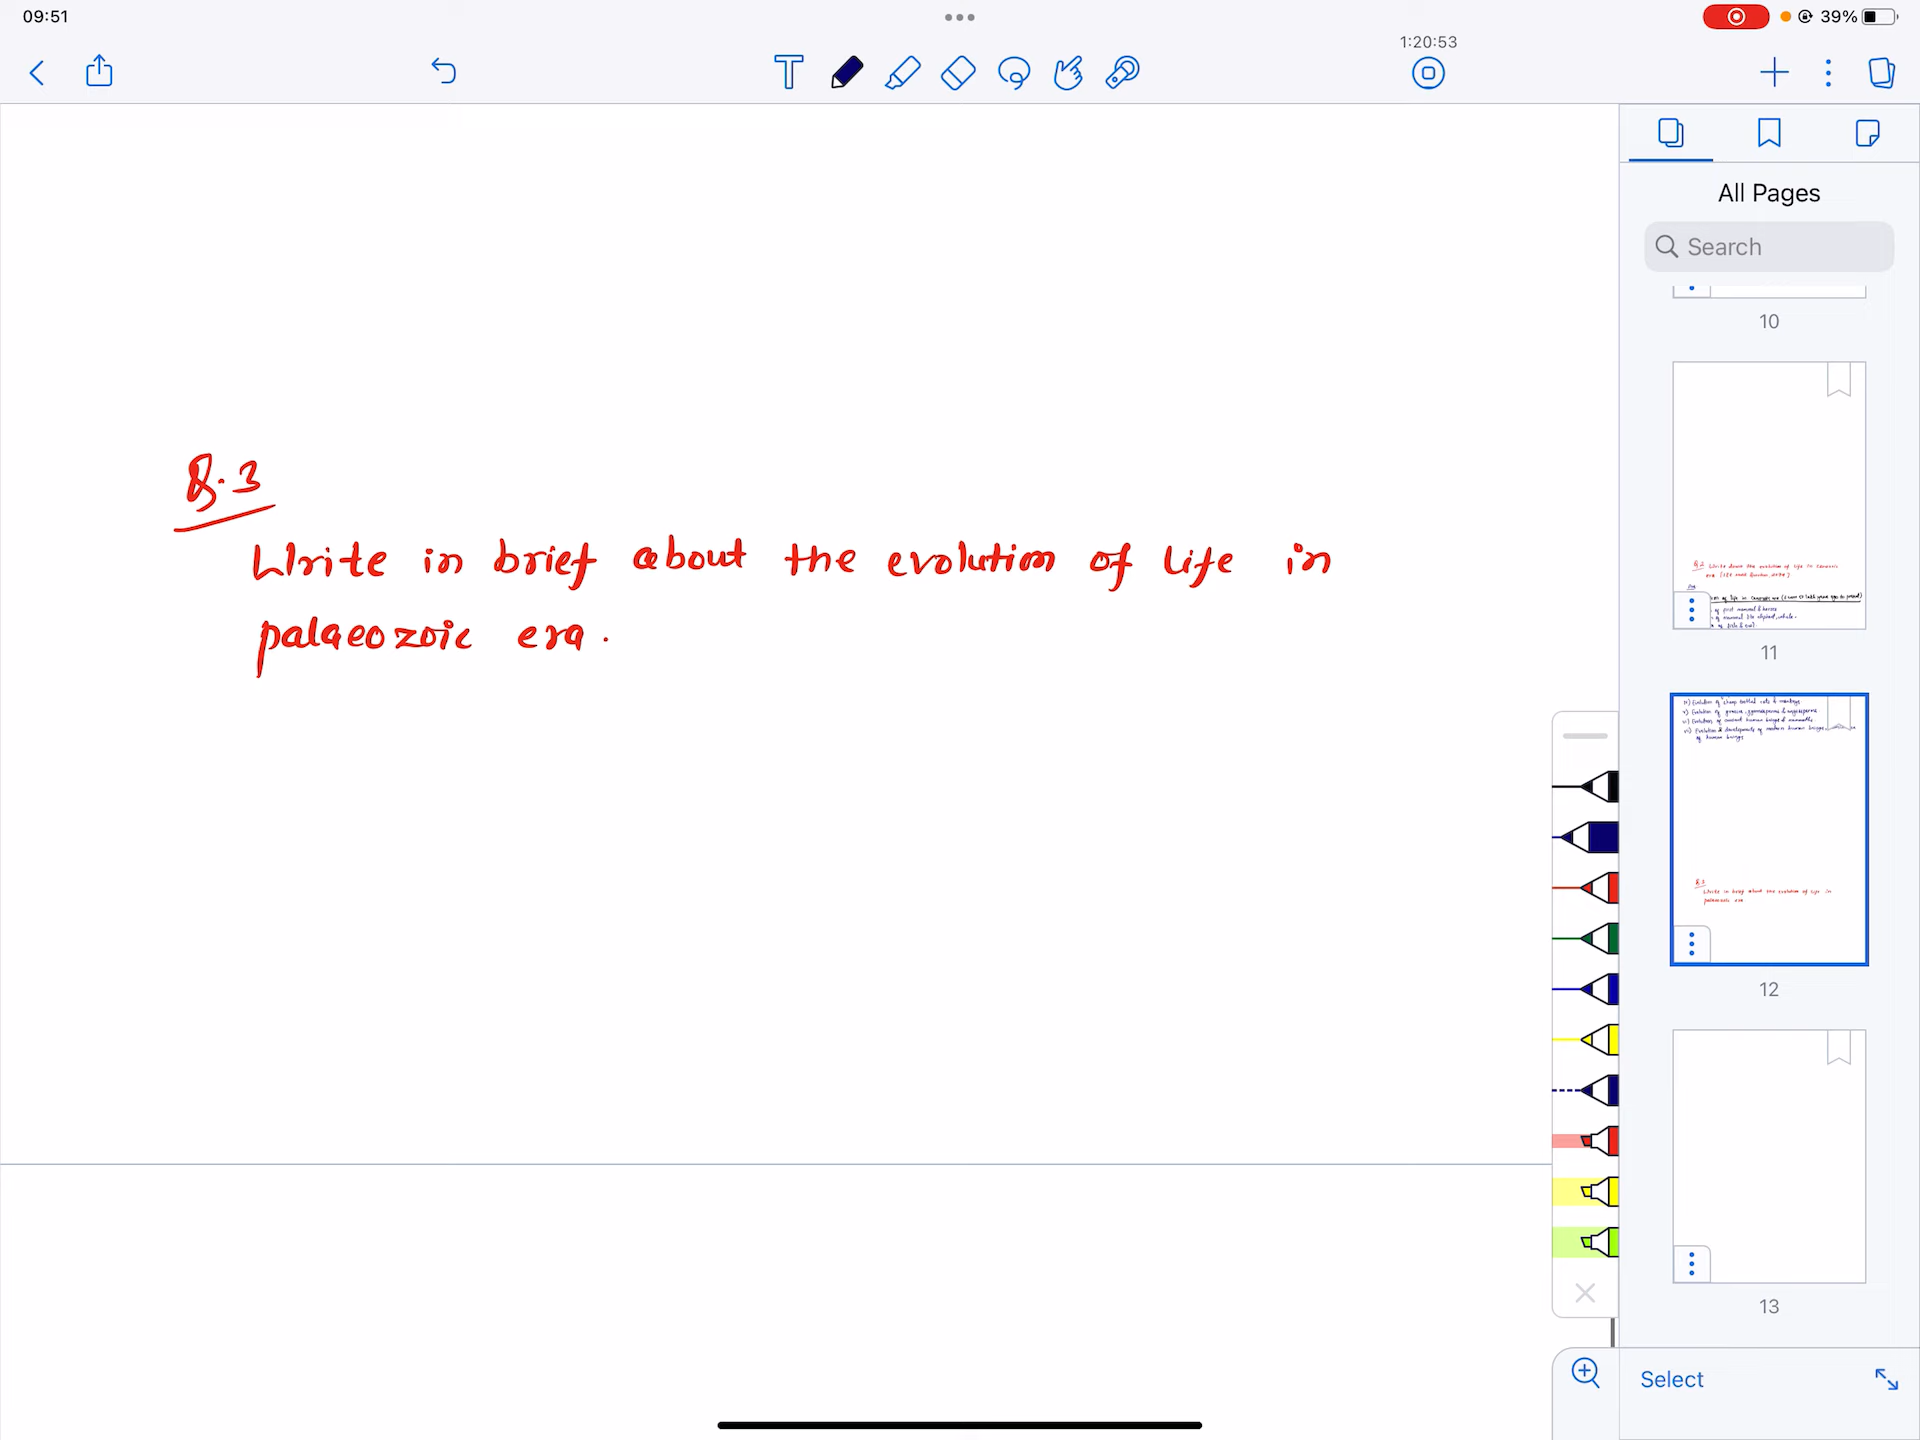 09:51
39%
1:20:53
All Pages
Search
10
Q.3
Write in brief about the evolution of life in
palaeozoic era.
11
12
13
Select